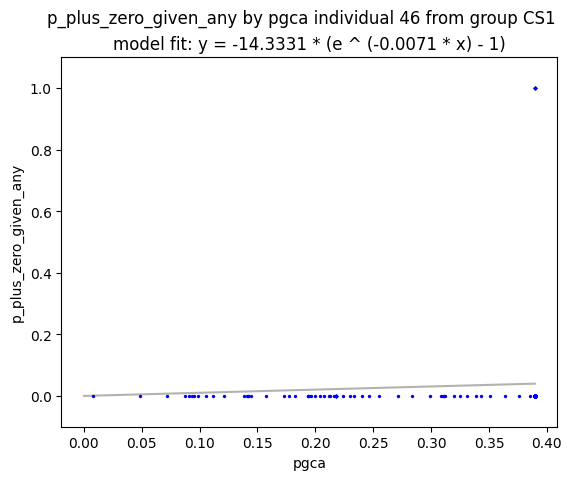 p_plus_zero_given_any by pgca individual 46 from group CS1
model fit: y = -14.3331 * (e ^ (-0.0071 * x) - 1)
1.0
0.8
0.6
0.4
0.2
0.0
p_plus_zero_given_any
0.00 0.05 0.10 0.15 0.20 0.25 0.30 0.35 0.40
pgca